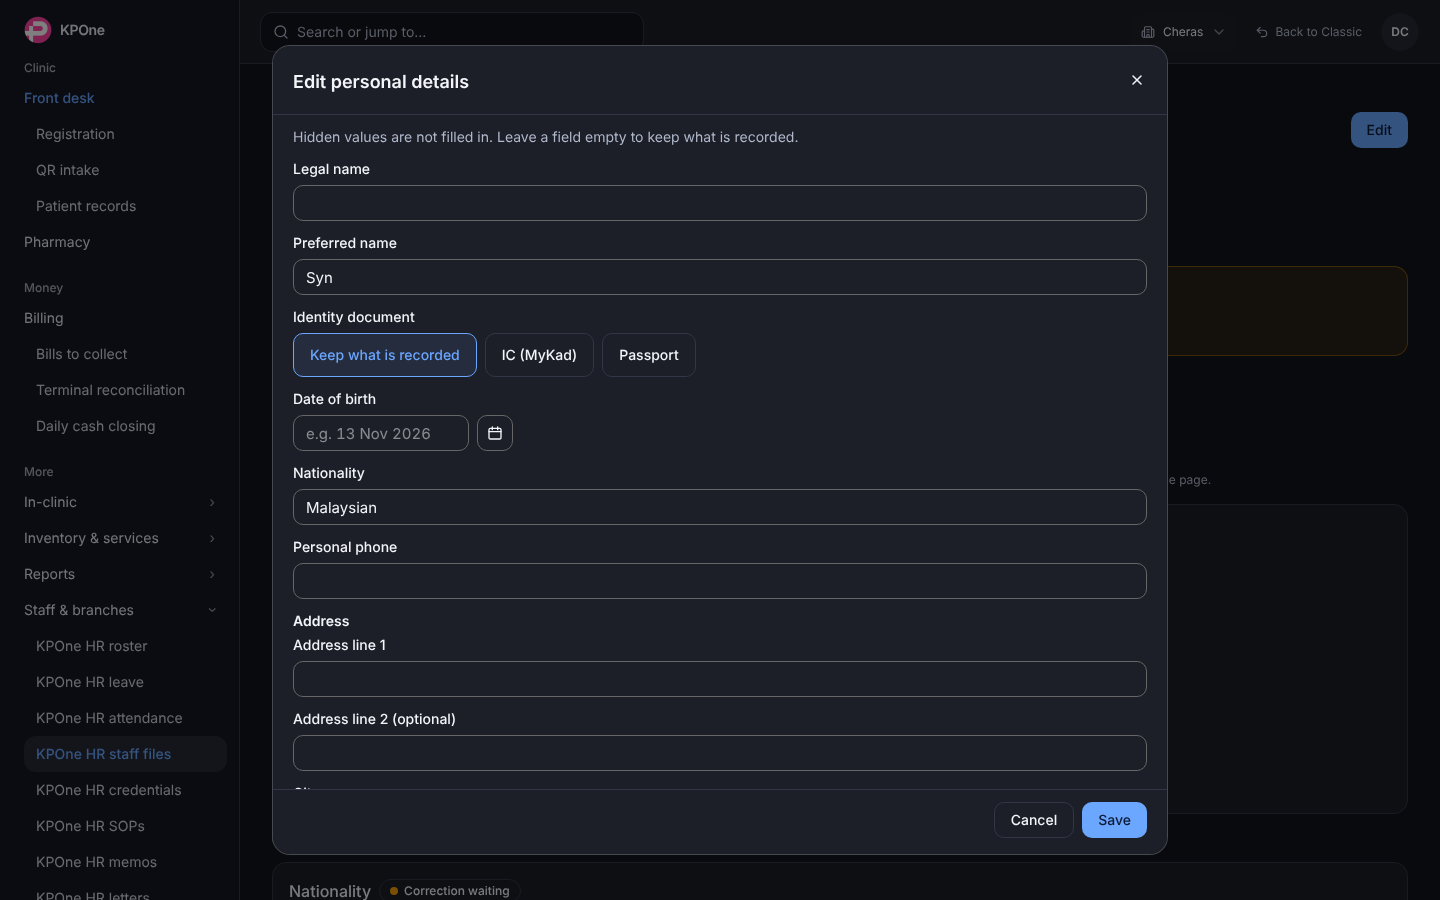 KPOne
Search or jump to...
Cheras
Back to Classic
DC
Clinic
Front desk
Registration
QR intake
Patient records
Pharmacy
Money
Billing
Bills to collect
Terminal reconciliation
Daily cash closing
More
In-clinic
Inventory & services
Reports
Staff & branches
KPOne HR roster
KPOne HR leave
KPOne HR attendance
KPOne HR staff files
KPOne HR credentials
KPOne HR SOPs
KPOne HR memos
KPOne HR letters
Edit
Edit personal details
Hidden values are not filled in. Leave a field empty to keep what is recorded.
Legal name
Preferred name
Syn
Identity document
Keep what is recorded
IC (MyKad)
Passport
Date of birth
e.g. 13 Nov 2026
Nationality
Malaysian
Personal phone
Address
Address line 1
Address line 2 (optional)
Cancel
Save
e page.
Nationality
Correction waiting